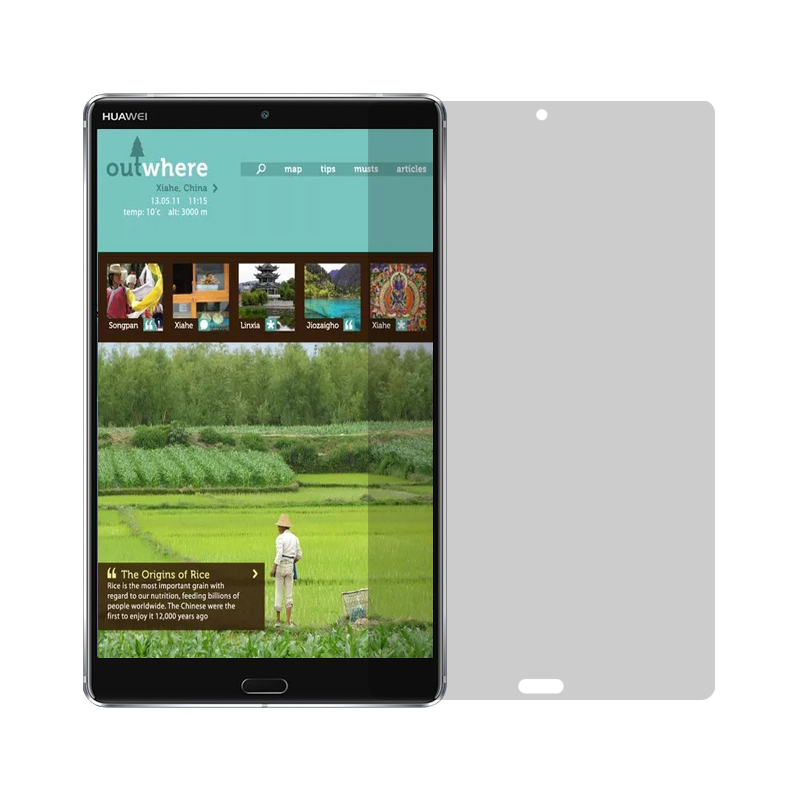 HUAWEI
outwhere
map tips musts articles
Xiahe, China
13.05.11 11:15
temp: 10°c alt: 3000 m
Songpan Xiahe Linxia Jiozaigho Xiahe
The Origins of Rice
Rice is the most important grain with
regard to our nutrition, feeding billions of
people worldwide. The Chinese were the
first to enjoy it 12,000 years ago